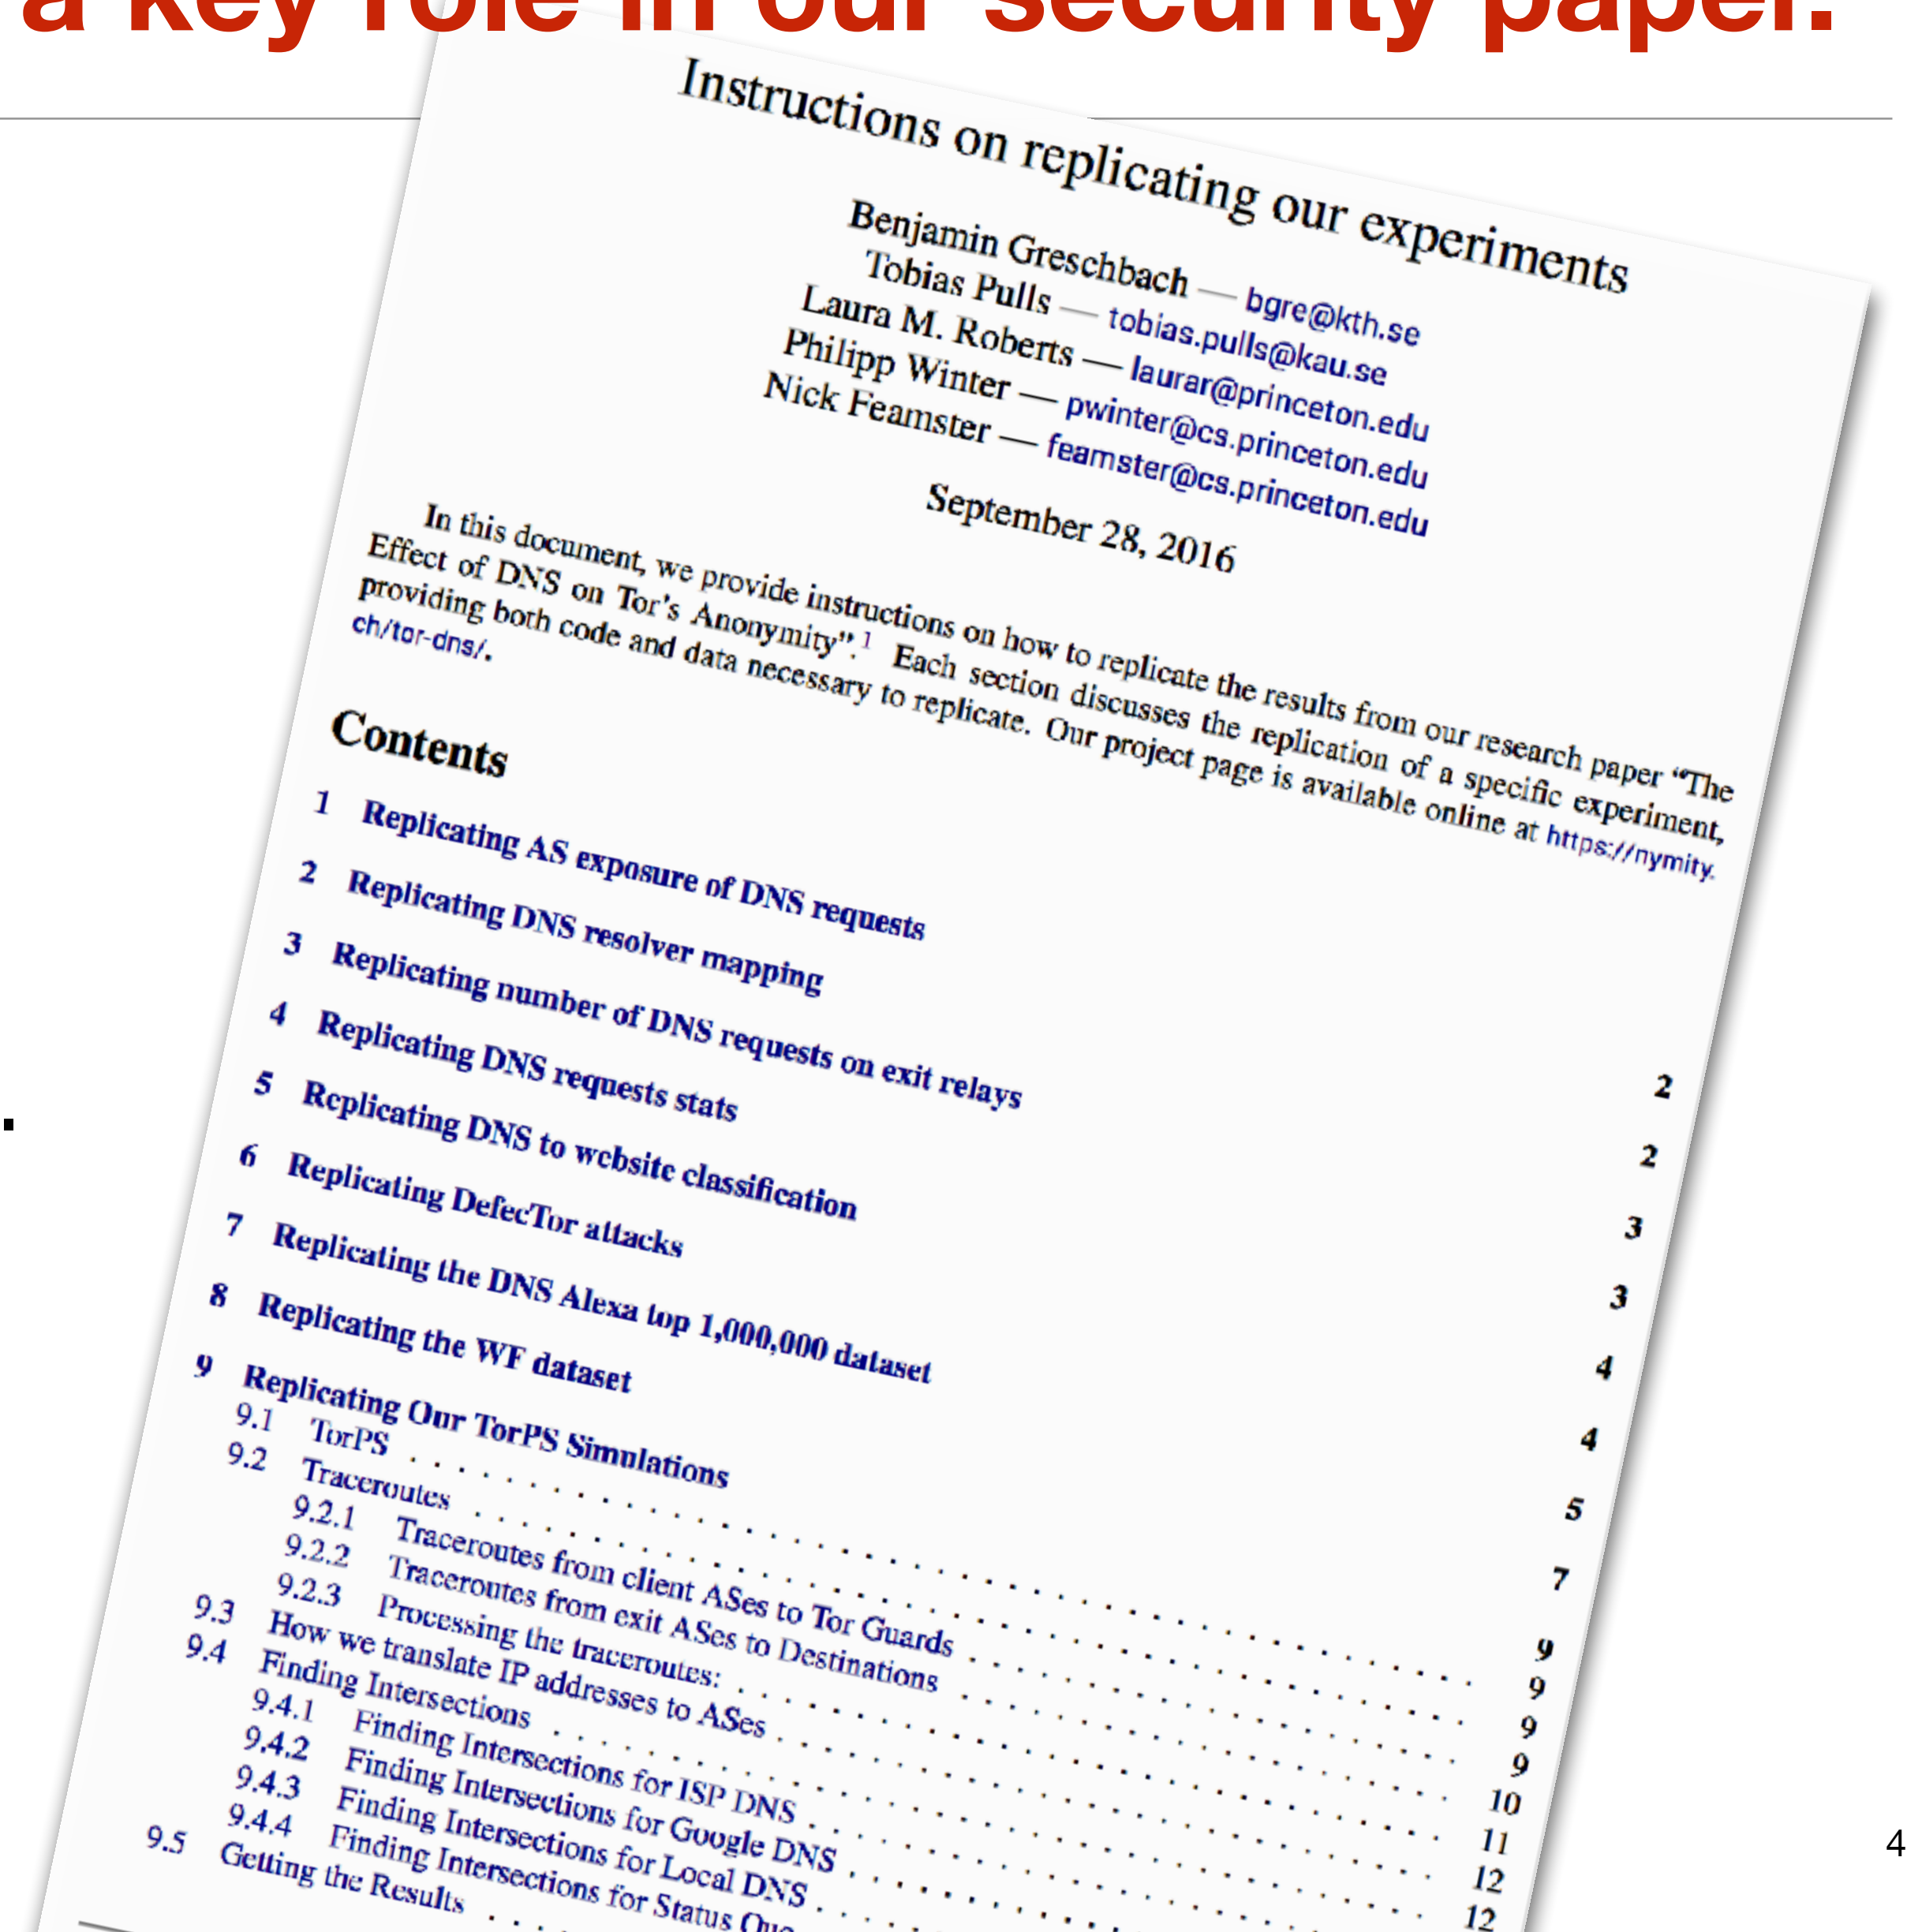 a key role in our security paper.
Instructions on replicating our experiments
Benjamin Greschbach — bgre@kth.se
Tobias Pulls — tobias.pulls@kau.se
Laura M. Roberts — laurar@princeton.edu
Philipp Winter — pwinter@cs.princeton.edu
Nick Feamster — feamster@cs.princeton.edu
September 28, 2016
In this document, we provide instructions on how to replicate the results from our research paper “The
Effect of DNS on Tor’s Anonymity”.1 Each section discusses the replication of a specific experiment,
providing both code and data necessary to replicate. Our project page is available online at https://nymity.
ch/tor-dns/.
Contents
1 Replicating AS exposure of DNS requests 2
2 Replicating DNS resolver mapping 2
3 Replicating number of DNS requests on exit relays 3
4 Replicating DNS requests stats 3
5 Replicating DNS to website classification 4
6 Replicating DefecTor attacks 4
7 Replicating the DNS Alexa top 1,000,000 dataset 5
8 Replicating the WF dataset 7
9 Replicating Our TorPS Simulations 9
9.1 TorPS . . . . . . . . . . . . . . . . . . . . 9
9.2 Traceroutes . . . . . . . . . . . . . . . . . . . . 9
9.2.1 Traceroutes from client ASes to Tor Guards . . . . . . . . . . 9
9.2.2 Traceroutes from exit ASes to Destinations . . . . . . . . . . 10
9.2.3 Processing the traceroutes: . . . . . . . . . . 11
9.3 How we translate IP addresses to ASes . . . . . . . . . . 12
9.4 Finding Intersections . . . . . . . . . . 12
9.4.1 Finding Intersections for ISP DNS . . . . . . . . . .
9.4.2 Finding Intersections for Google DNS . . . . . . . . . .
9.4.3 Finding Intersections for Local DNS . . . . .
9.4.4 Finding Intersections for Status Quo
9.5 Getting the Results . . . .
.
4